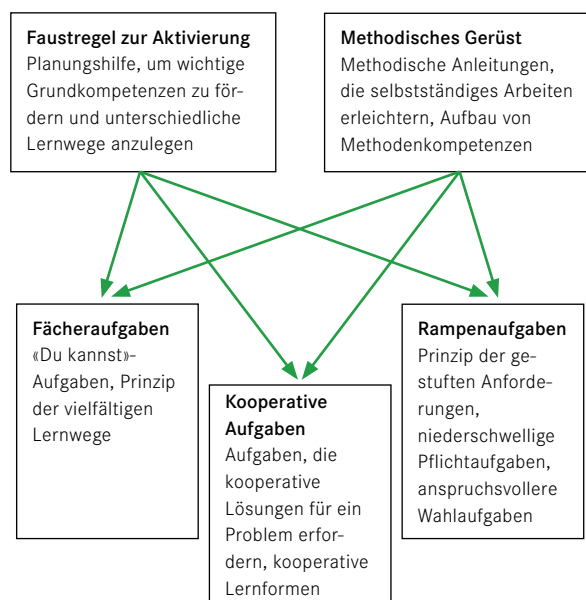 Faustregel zur Aktivierung
Planungshilfe, um wichtige
Grundkompetenzen zu för-
dern und unterschiedliche
Lernwege anzulegen
Methodisches Gerüst
Methodische Anleitungen,
die selbstständiges Arbeiten
erleichtern, Aufbau von
Methodenkompetenzen
Fächeraufgaben
«Du kannst»-
Aufgaben, Prinzip
der vielfältigen
Lernwege
Kooperative
Aufgaben
Aufgaben, die
kooperative
Lösungen für ein
Problem erfor-
dern, kooperative
Lernformen
Rampenaufgaben
Prinzip der ge-
stuften Anforde-
rungen,
niederschwellige
Pflichtaufgaben,
anspruchsvollere
Wahlaufgaben